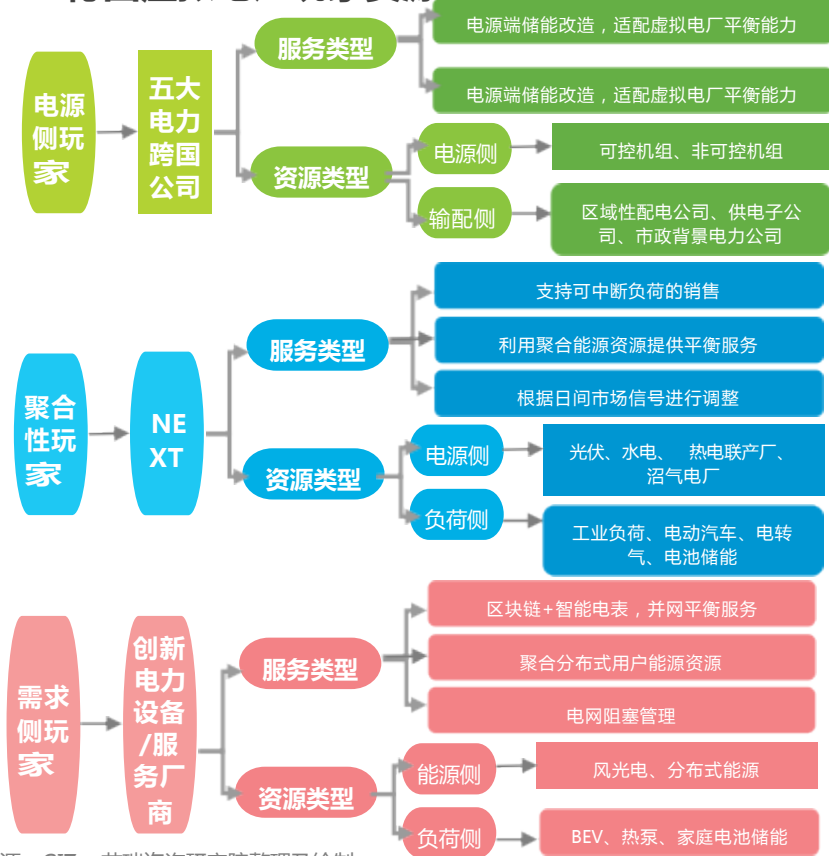 电源
侧玩
家
五大
电力
跨国
公司
服务类型
电源端储能改造，适配虚拟电厂平衡能力
电源端储能改造，适配虚拟电厂平衡能力
资源类型
电源侧
可控机组、非可控机组
输配侧
区域性配电公司、供电子公
司、市政背景电力公司
聚合
性玩
家
NE
XT
服务类型
支持可中断负荷的销售
利用聚合能源资源提供平衡服务
根据日间市场信号进行调整
资源类型
电源侧
光伏、水电、 热电联产厂、
沼气电厂
负荷侧
工业负荷、电动汽车、电转
气、电池储能
需求
侧玩
家
创新
电力
设备
/服
务厂
商
服务类型
区块链+智能电表，并网平衡服务
聚合分布式用户能源资源
电网阻塞管理
资源类型
能源侧
风光电、分布式能源
负荷侧
BEV、热泵、家庭电池储能